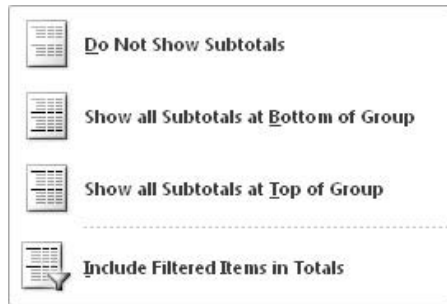 Do Not Show Subtotals
Show all Subtotals at Bottom of Group
Show all Subtotals at Top of Group
Include Filtered Items in Totals